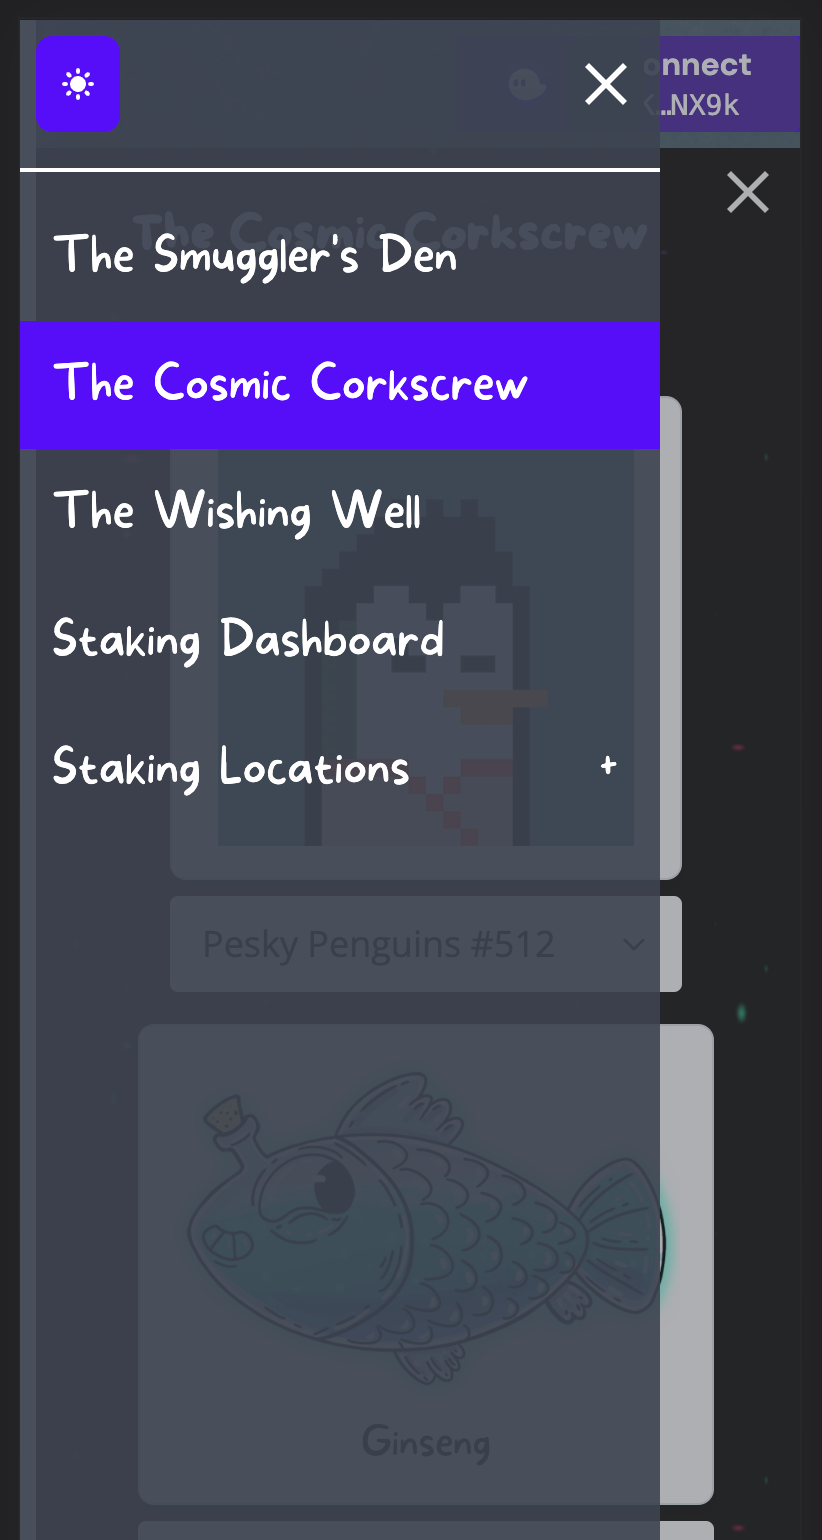 onnect
...NX9k
The Cosmic Corkscrew
The Smuggler's Den
The Cosmic Corkscrew
The Wishing Well
Staking Dashboard
Staking Locations +
Pesky Penguins #512
Ginseng